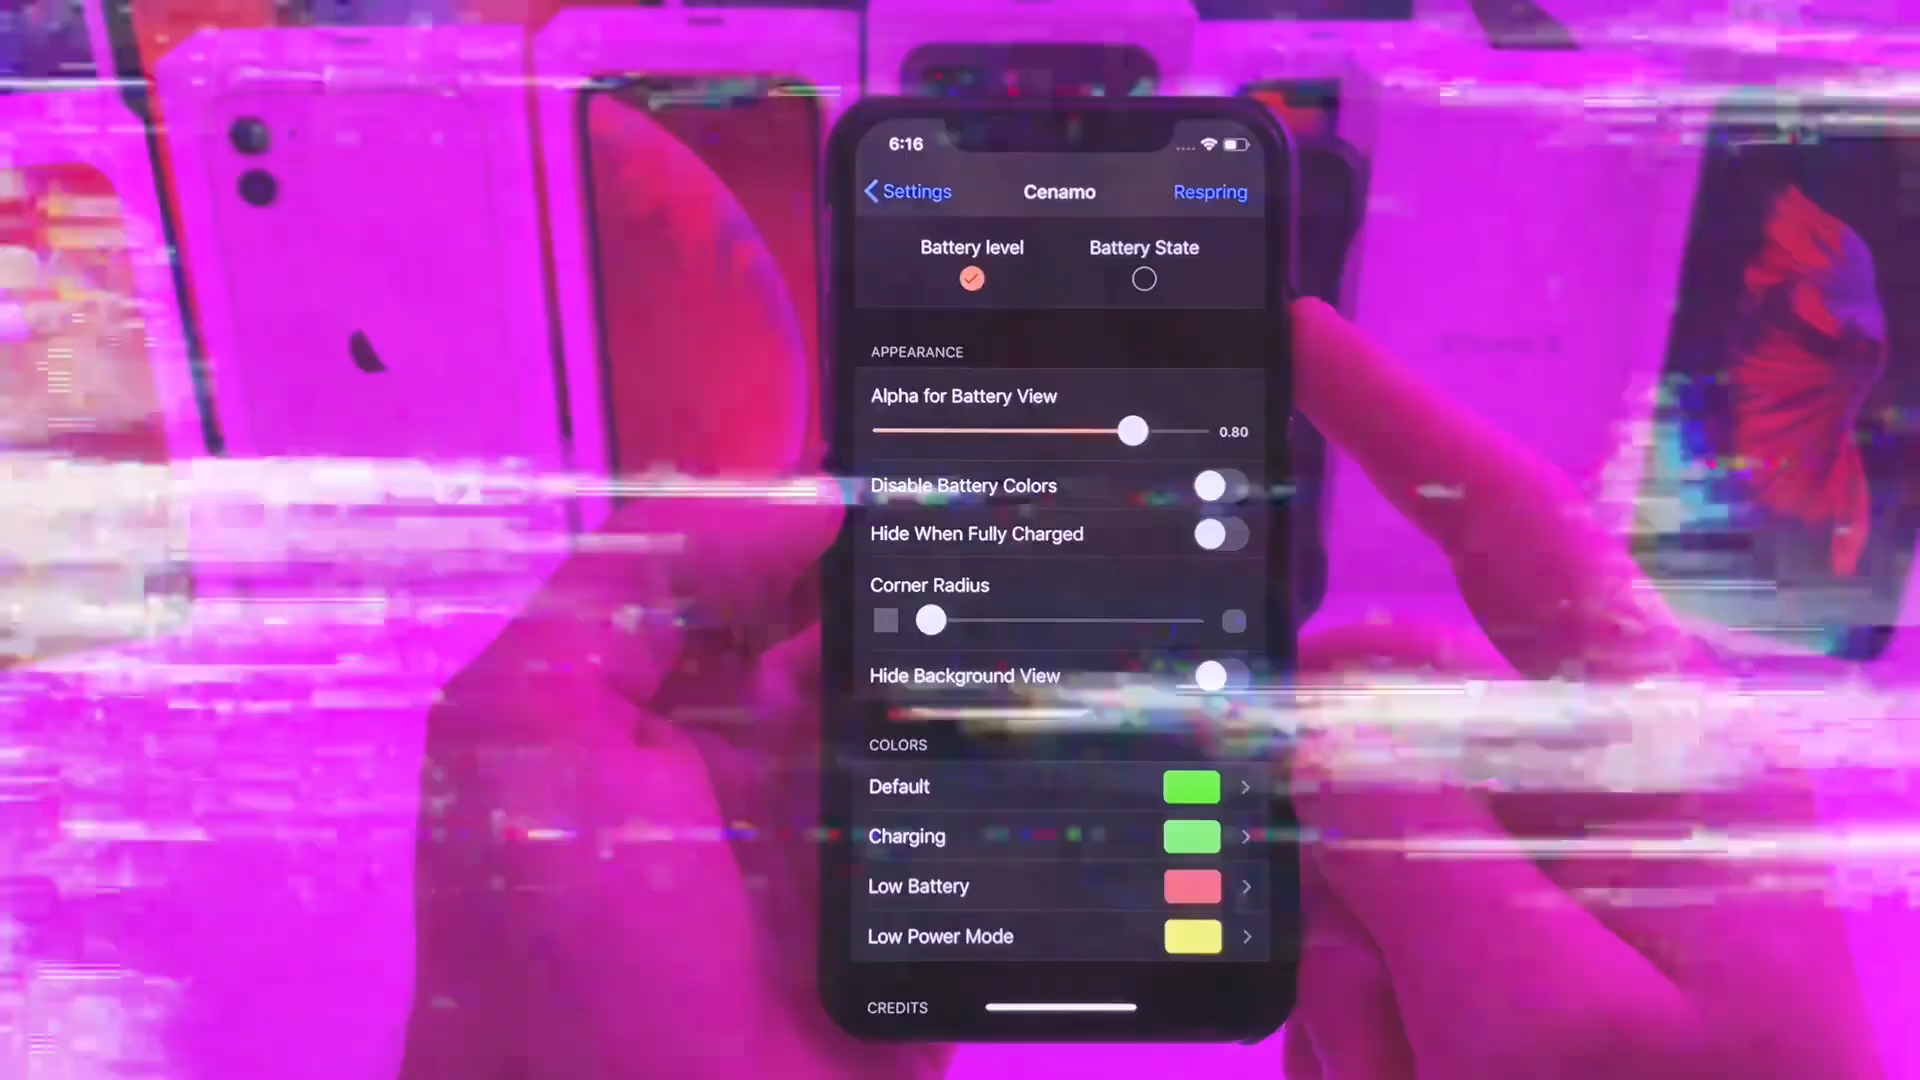 6:16
Settings Cenamo Respring
Battery level Battery State
APPEARANCE
Alpha for Battery View
0.80
Disable Battery Colors
Hide When Fully Charged
Corner Radius
Hide Background View
COLORS
Default
Charging
Low Battery
Low Power Mode
CREDITS